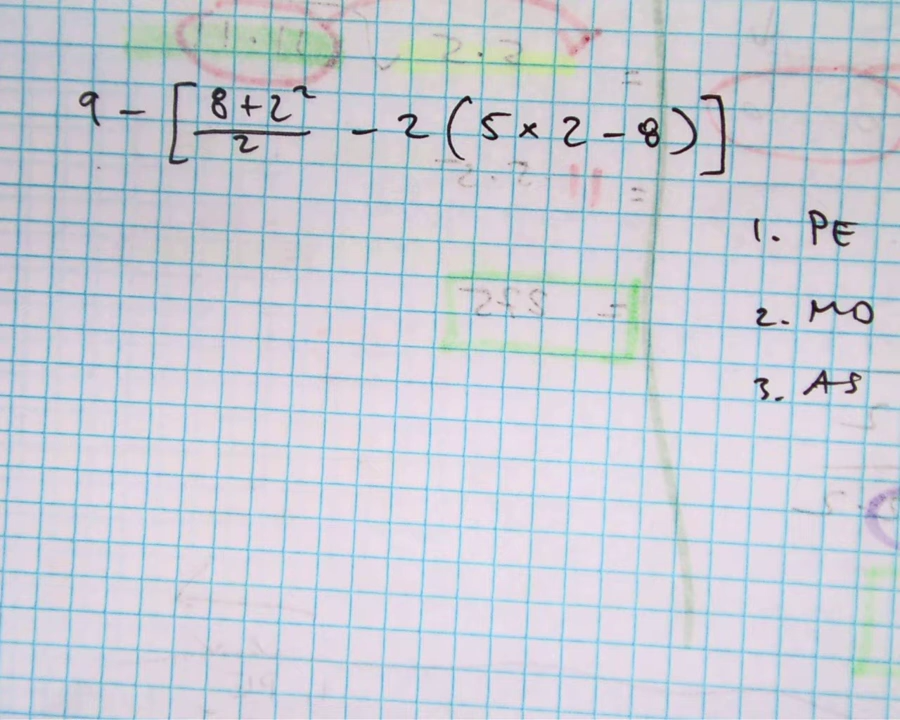 9 - [ (8+2²)/2 - 2 ( 5 × 2 - 8 ) ]
1. PE
2. MD
3. AS